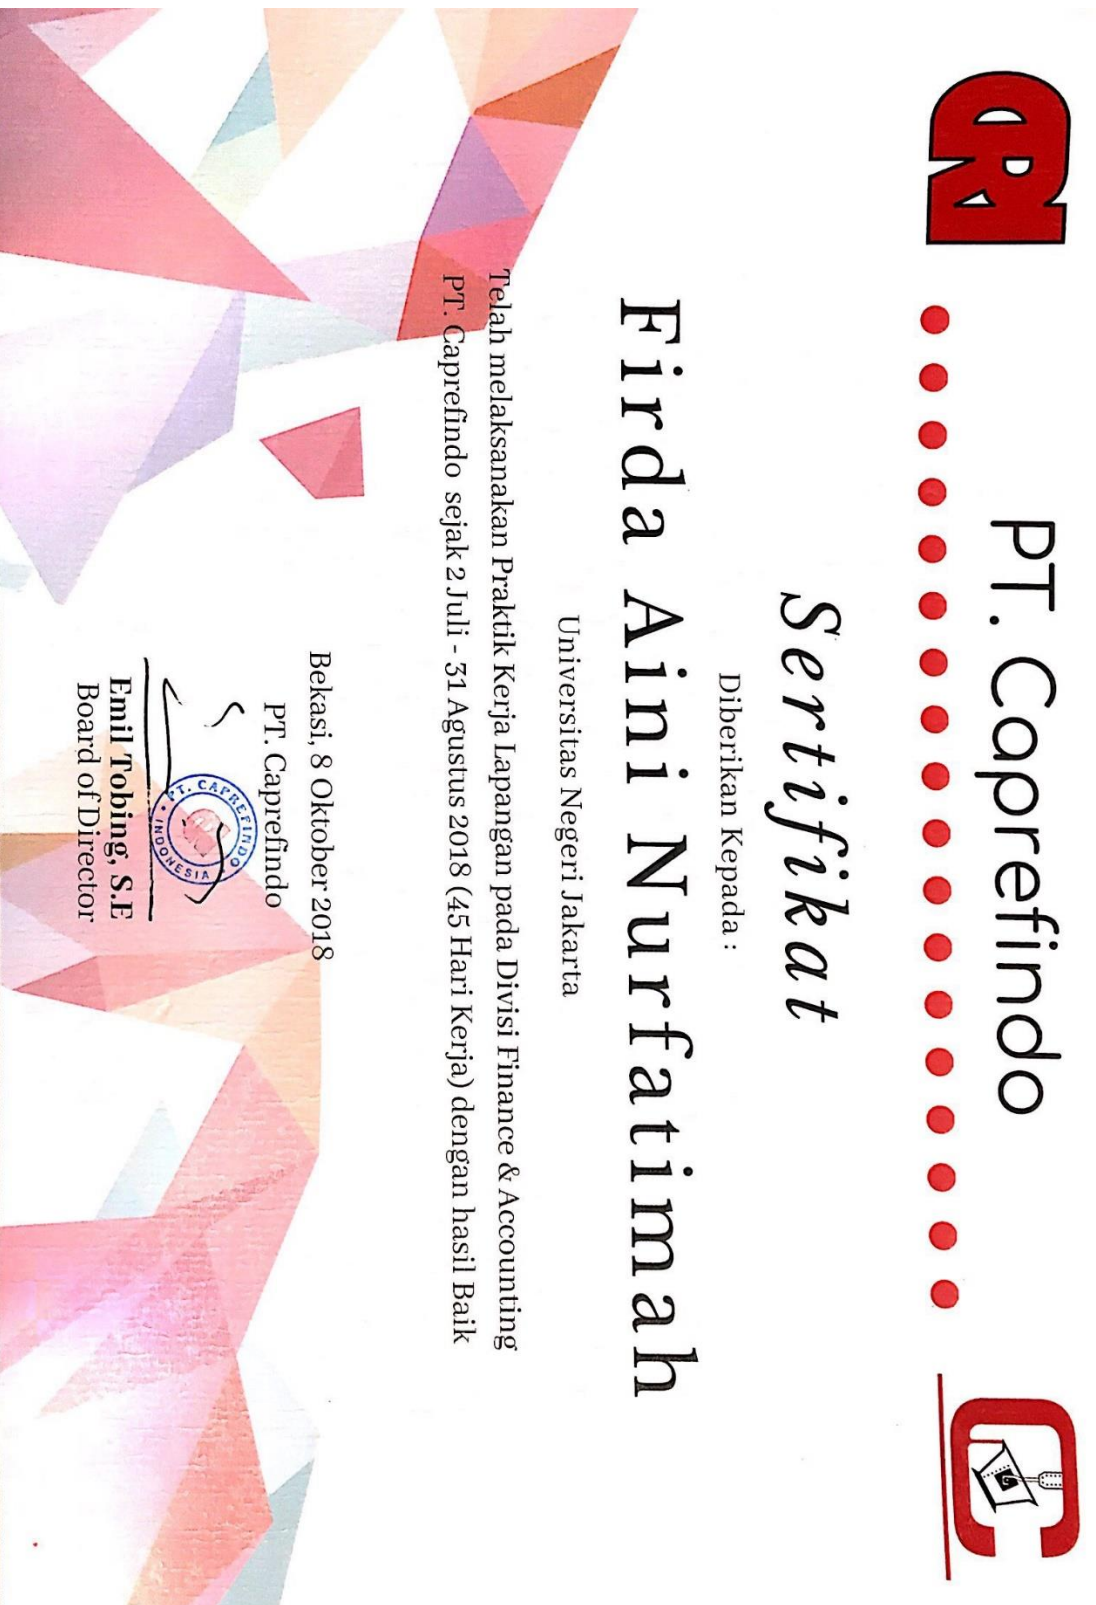 CRI
PT. Caprefindo
C
Sertifikat
Diberikan Kepada :
Firda Aini Nurfatimah
Universitas Negeri Jakarta
Telah melaksanakan Praktik Kerja Lapangan pada Divisi Finance & Accounting
PT. Caprefindo sejak 2 Juli - 31 Agustus 2018 (45 Hari Kerja) dengan hasil Baik
Bekasi, 8 Oktober 2018
PT. Caprefindo
PT. CAPREFINDO
INDONESIA
Emil Tobing, S.E
Board of Director